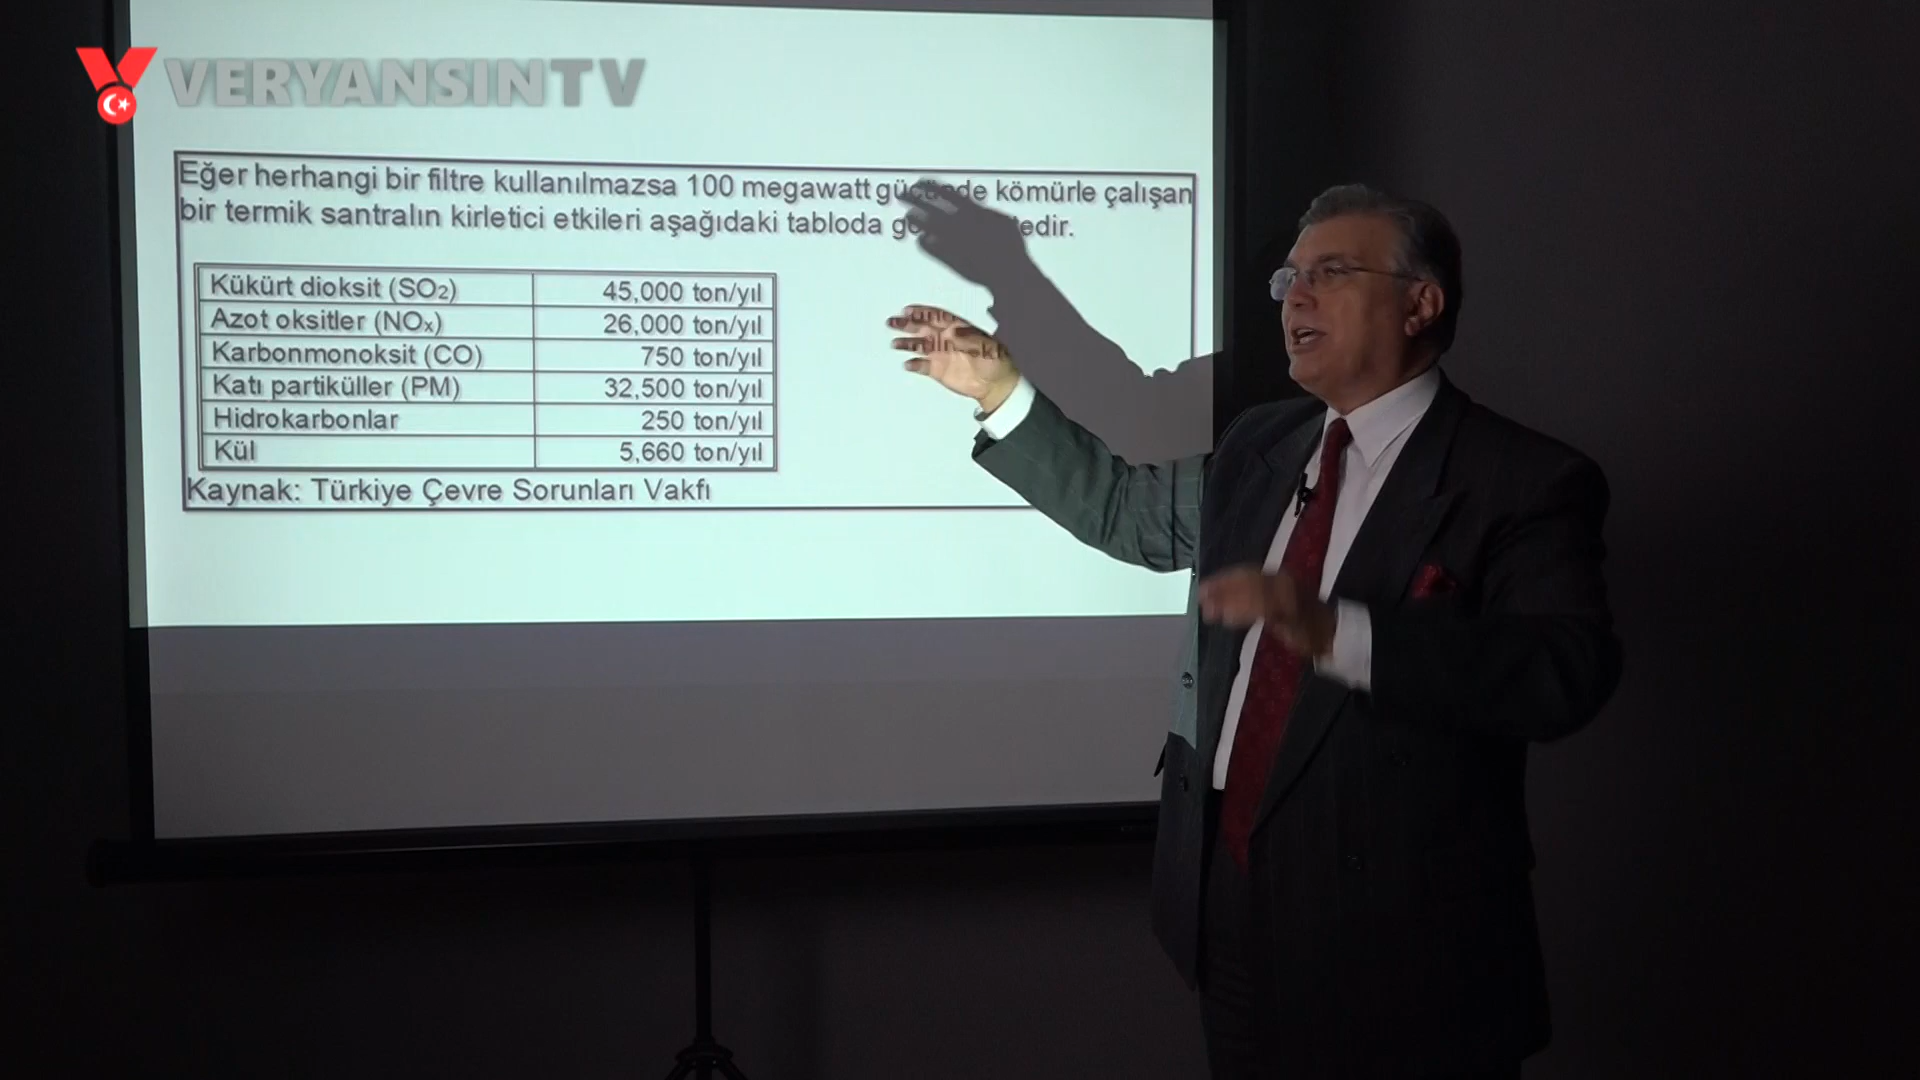 VERYANSINTV
Eğer herhangi bir filtre kullanılmazsa 100 megawatt gücünde kömürle çalışan
bir termik santralın kirletici etkileri aşağıdaki tabloda görülmektedir.
Kükürt dioksit (SO₂) 45,000 ton/yıl
Azot oksitler (NOₓ) 26,000 ton/yıl
Karbonmonoksit (CO) 750 ton/yıl
Katı partiküller (PM) 32,500 ton/yıl
Hidrokarbonlar 250 ton/yıl
Kül 5,660 ton/yıl
Kaynak: Türkiye Çevre Sorunları Vakfı